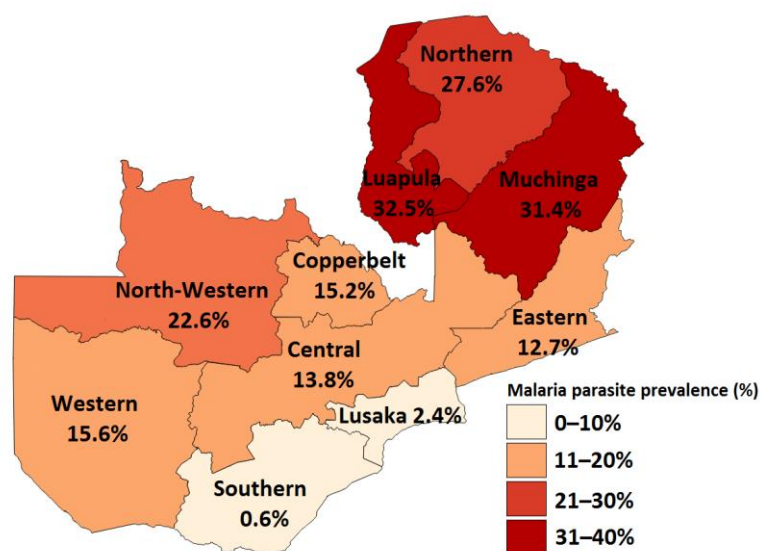 Northern
27.6%
Luapula
32.5%
Muchinga
31.4%
Copperbelt
15.2%
North-Western
22.6%
Eastern
12.7%
Central
13.8%
Western
15.6%
Lusaka 2.4%
Southern
0.6%
Malaria parasite prevalence (%)
0–10%
11–20%
21–30%
31–40%